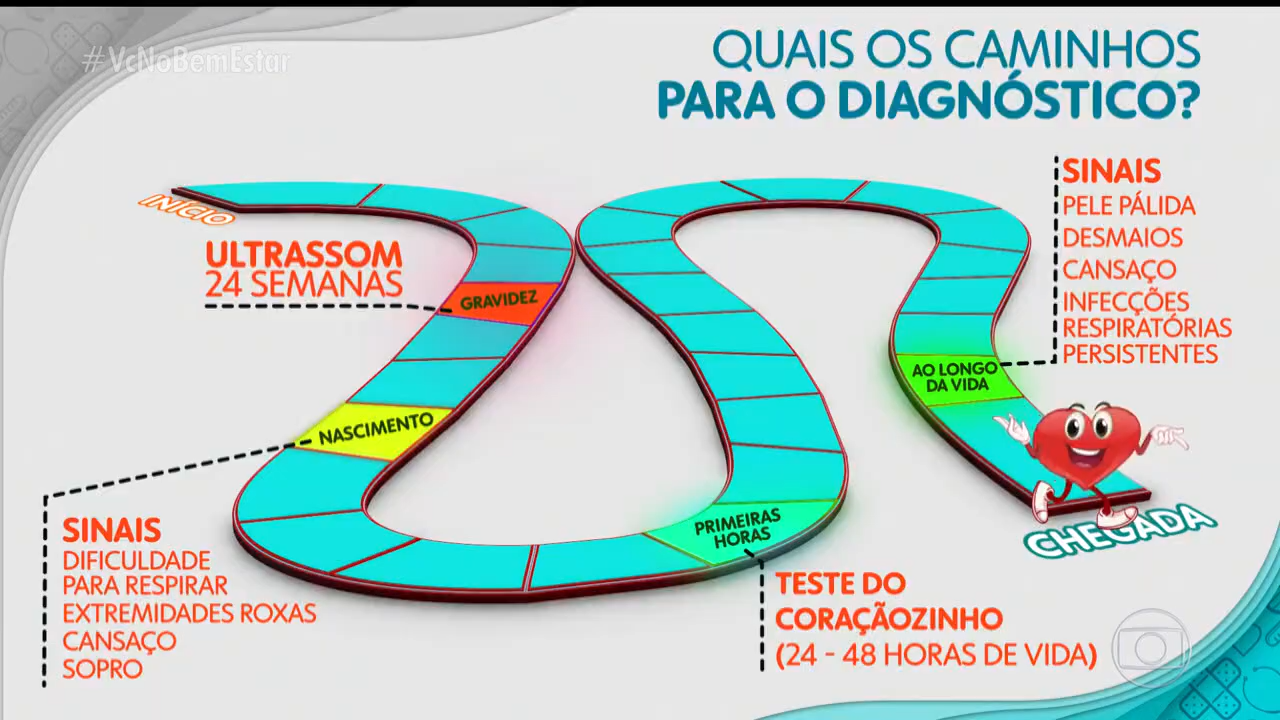 #VcNoBemEstar
QUAIS OS CAMINHOS
PARA O DIAGNÓSTICO?
INÍCIO
ULTRASSOM
24 SEMANAS
GRAVIDEZ
NASCIMENTO
SINAIS
DIFICULDADE
PARA RESPIRAR
EXTREMIDADES ROXAS
CANSAÇO
SOPRO
PRIMEIRAS
HORAS
TESTE DO
CORAÇÃOZINHO
(24 - 48 HORAS DE VIDA)
AO LONGO
DA VIDA
SINAIS
PELE PÁLIDA
DESMAIOS
CANSAÇO
INFECÇÕES
RESPIRATÓRIAS
PERSISTENTES
CHEGADA